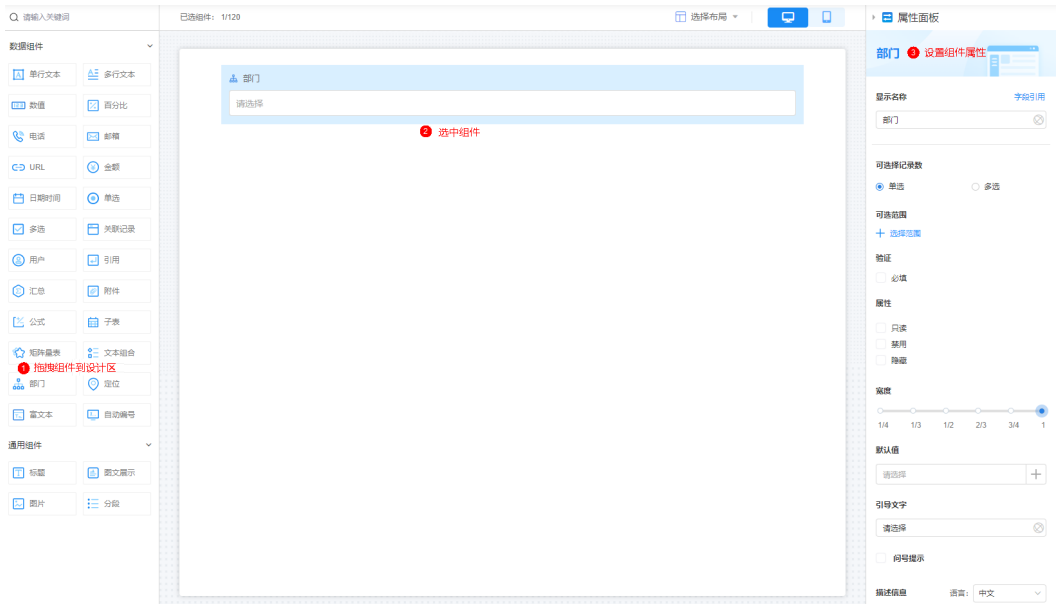 请输入关键词
数据组件
单行文本
多行文本
数值
百分比
电话
邮箱
URL
金额
日期时间
单选
多选
关联记录
用户
引用
汇总
附件
公式
子表
矩阵量表
文本组合
1 拖拽组件到设计区
部门
定位
富文本
自动编号
通用组件
标题
图文展示
图片
分段
已选组件: 1/120
选择布局
部门
请选择
2 选中组件
属性面板
部门 3 设置组件属性
显示名称
字段引用
部门
可选择记录数
单选
多选
可选范围
+ 选择范围
验证
必填
属性
只读
禁用
隐藏
宽度
1/4 1/3 1/2 2/3 3/4 1
默认值
请选择
引导文字
请选择
问号提示
描述信息
语言: 中文